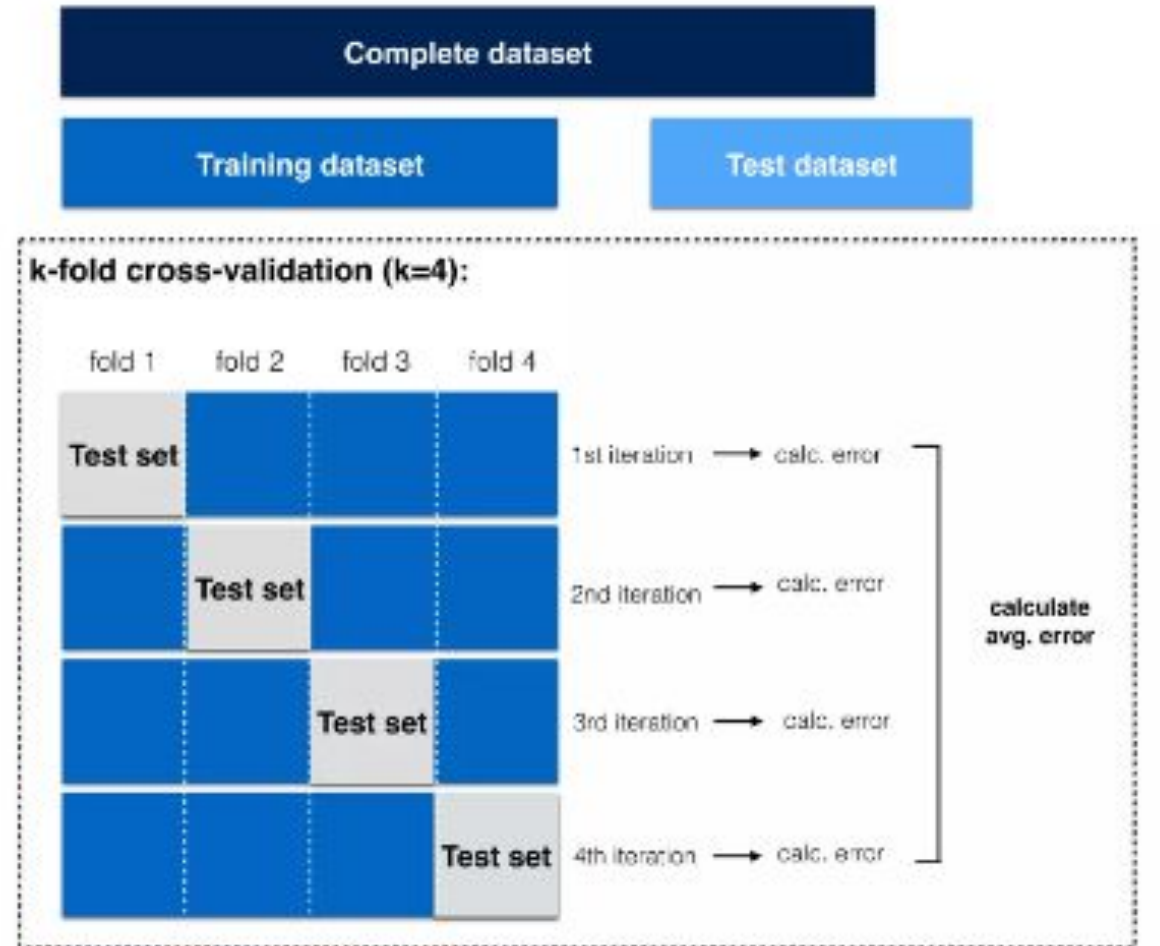 Complete dataset
Training dataset
Test dataset
k-fold cross-validation (k=4):
fold 1
fold 2
fold 3
fold 4
Test set
1st iteration
calc. error
Test set
2nd iteration
calc. error
calculate
avg. error
Test set
3rd iteration
calc. error
Test set
4th iteration
calc. error